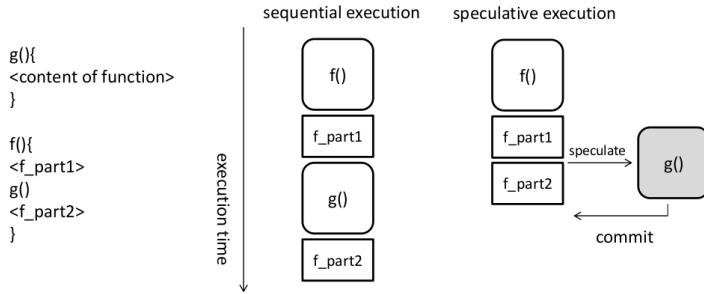 g(){
<content of function>
}
f(){
<f_part1>
g()
<f_part2>
}
execution time
sequential execution
f()
f_part1
g()
f_part2
speculative execution
f()
f_part1
f_part2
speculate
g()
commit